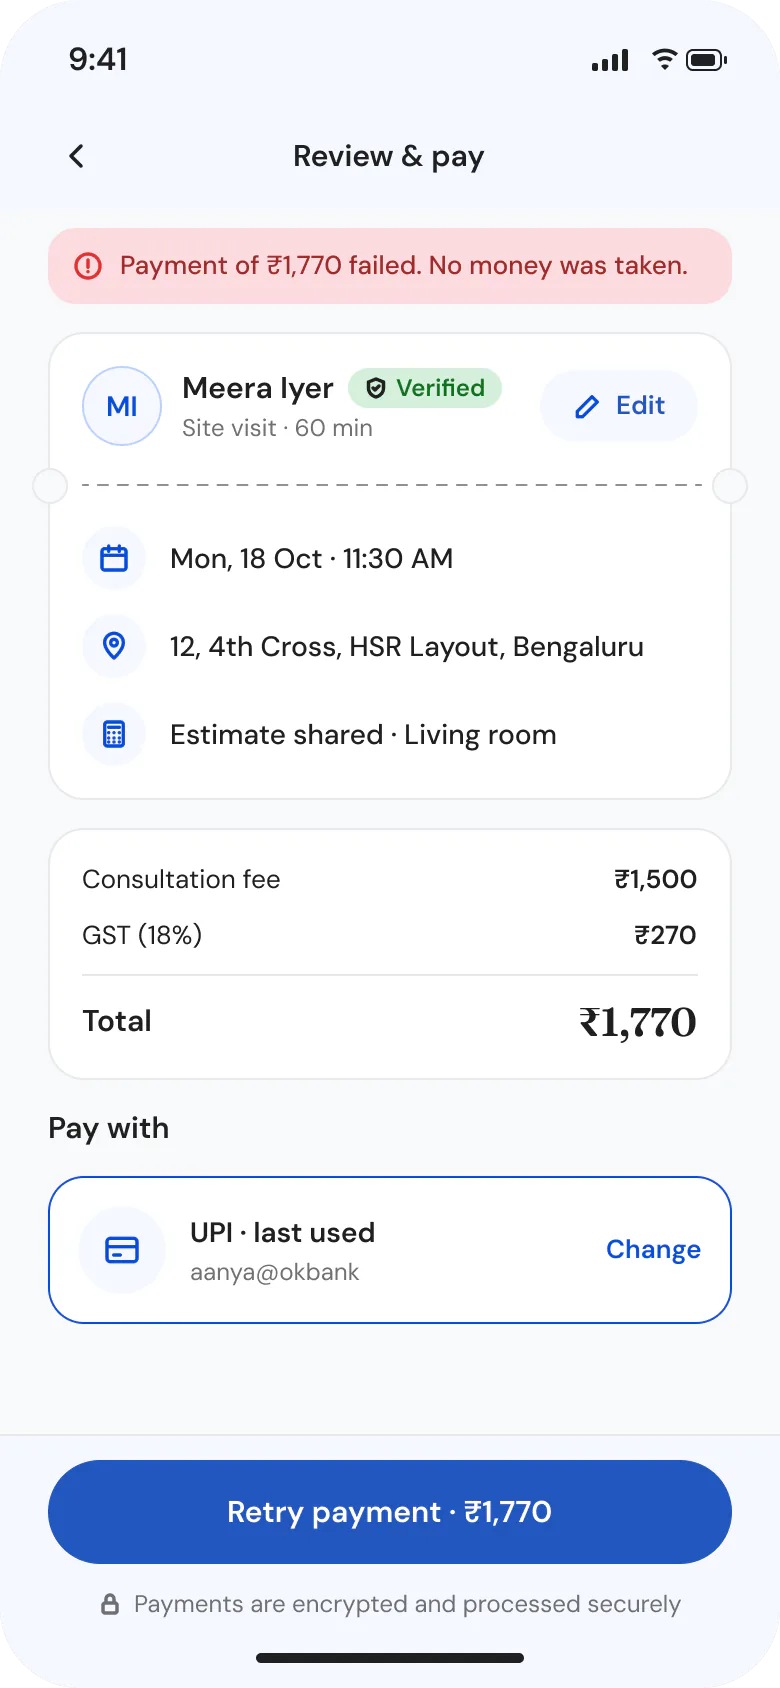 9:41
Review & pay
Payment of ₹1,770 failed. No money was taken.
MI
Meera Iyer
Verified
Site visit · 60 min
Edit
Mon, 18 Oct · 11:30 AM
12, 4th Cross, HSR Layout, Bengaluru
Estimate shared · Living room
Consultation fee ₹1,500
GST (18%) ₹270
Total ₹1,770
Pay with
UPI · last used
aanya@okbank
Change
Retry payment · ₹1,770
Payments are encrypted and processed securely